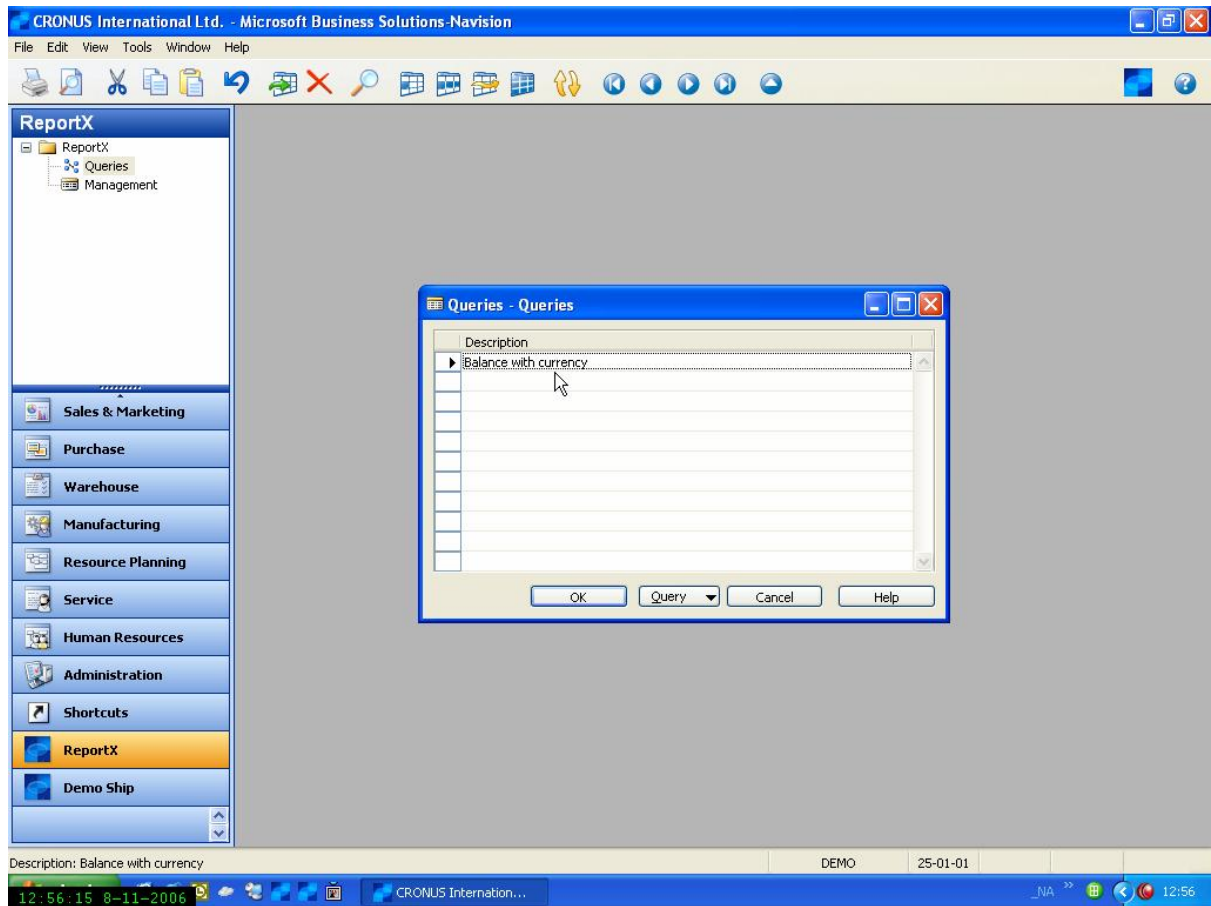 CRONUS International Ltd. - Microsoft Business Solutions-Navision
File Edit View Tools Window Help
ReportX
ReportX
Queries
Management
Queries - Queries
Description
Balance with currency
OK Query Cancel Help
Sales & Marketing
Purchase
Warehouse
Manufacturing
Resource Planning
Service
Human Resources
Administration
Shortcuts
ReportX
Demo Ship
Description: Balance with currency DEMO 25-01-01
12:56:15 8-11-2006 CRONUS Internation... _NA » 12:56